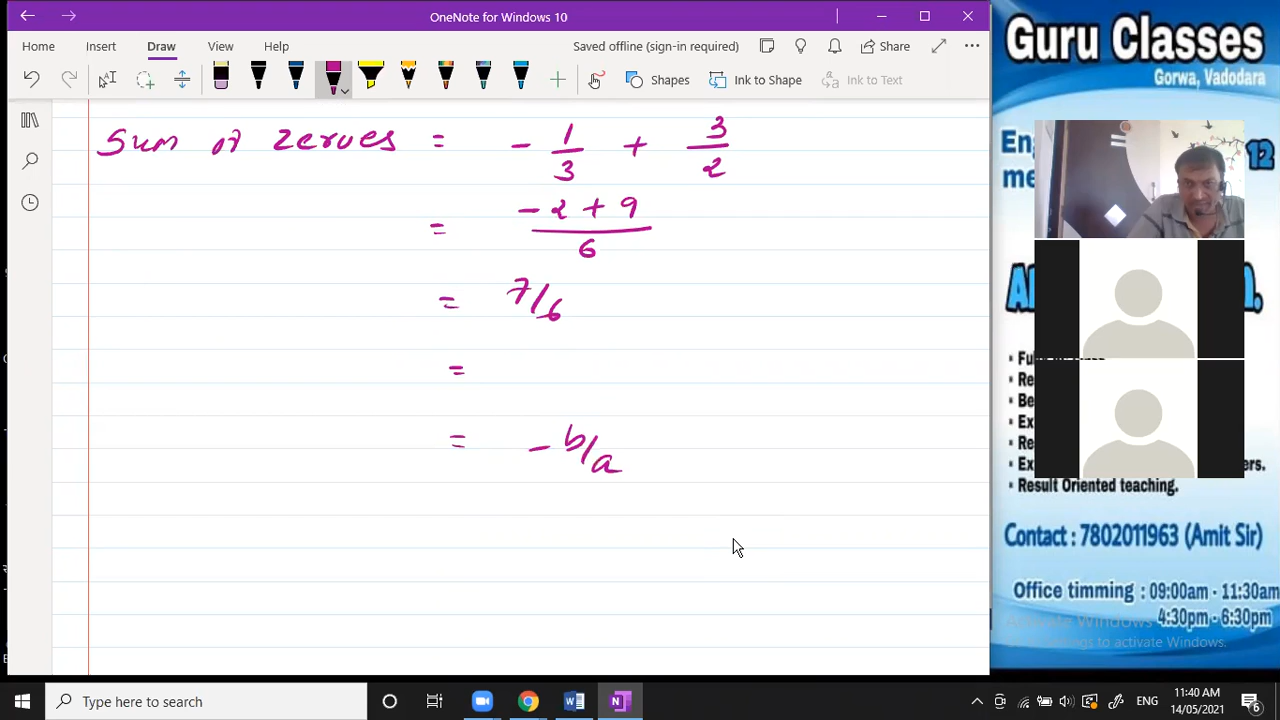 OneNote for Windows 10
Home Insert Draw View Help
Saved offline (sign-in required)
Share
Shapes
Ink to Shape
Ink to Text
Sum of zeroes = - 1/3 + 3/2
= -2 + 9 / 6
= 7/6
=
= - b/a
Guru Classes
Gorwa, Vadodara
12
Result Oriented teaching.
Contact : 7802011963 (Amit Sir)
Office timming : 09:00am - 11:30am
4:30pm - 6:30pm
Activate Windows
Type here to search
ENG
11:40 AM
14/05/2021
6